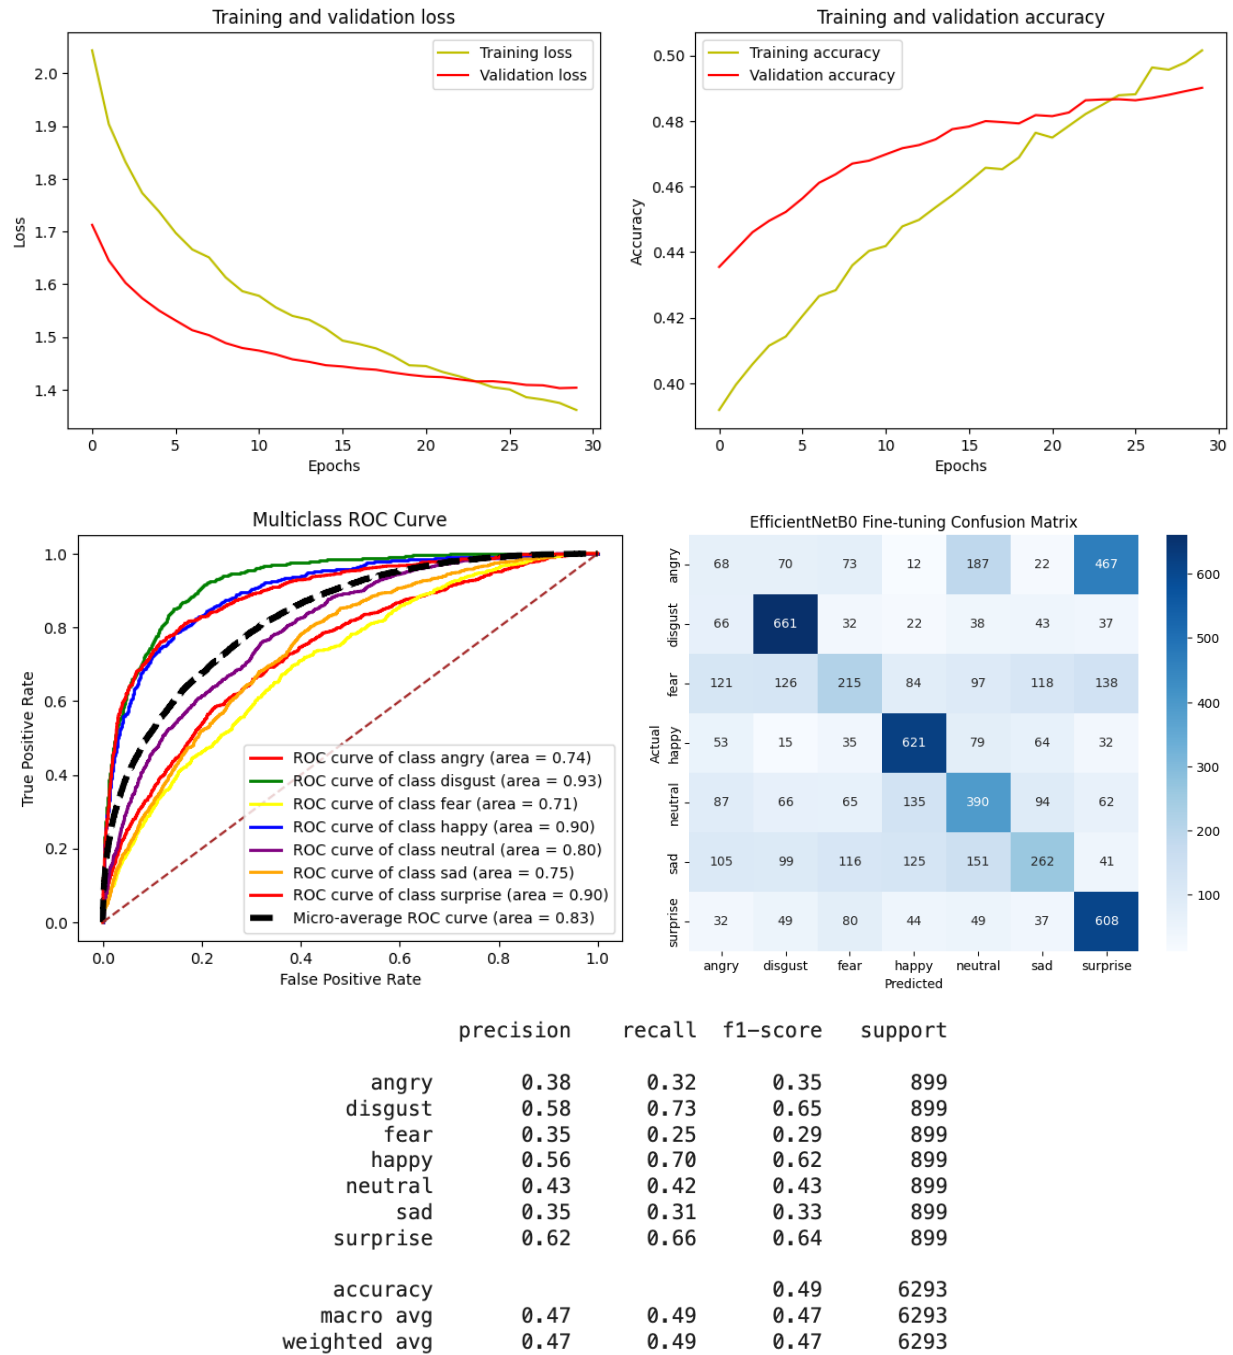 Training and validation loss
2.0
1.9
1.8
1.7
1.6
1.5
1.4
Loss
Training loss
Validation loss
0 5 10 15 20 25 30
Epochs
Training and validation accuracy
0.50
0.48
0.46
0.44
0.42
0.40
Accuracy
Training accuracy
Validation accuracy
0 5 10 15 20 25 30
Epochs
Multiclass ROC Curve
1.0
0.8
0.6
0.4
0.2
0.0
True Positive Rate
ROC curve of class angry (area = 0.74)
ROC curve of class disgust (area = 0.93)
ROC curve of class fear (area = 0.71)
ROC curve of class happy (area = 0.90)
ROC curve of class neutral (area = 0.80)
ROC curve of class sad (area = 0.75)
ROC curve of class surprise (area = 0.90)
Micro-average ROC curve (area = 0.83)
0.0 0.2 0.4 0.6 0.8 1.0
False Positive Rate
EfficientNetB0 Fine-tuning Confusion Matrix
Actual
angry 68 70 73 12 187 22 467
disgust 66 661 32 22 38 43 37
fear 121 126 215 84 97 118 138
happy 53 15 35 621 79 64 32
neutral 87 66 65 135 390 94 62
sad 105 99 116 125 151 262 41
surprise 32 49 80 44 49 37 608
angry disgust fear happy neutral sad surprise
Predicted
600
500
400
300
200
100
precision recall f1-score support
angry 0.38 0.32 0.35 899
disgust 0.58 0.73 0.65 899
fear 0.35 0.25 0.29 899
happy 0.56 0.70 0.62 899
neutral 0.43 0.42 0.43 899
sad 0.35 0.31 0.33 899
surprise 0.62 0.66 0.64 899
accuracy 0.49 6293
macro avg 0.47 0.49 0.47 6293
weighted avg 0.47 0.49 0.47 6293